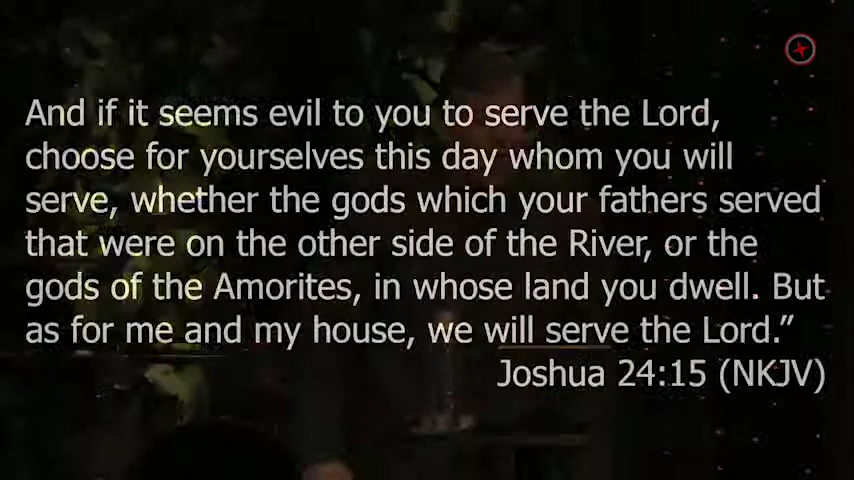 And if it seems evil to you to serve the Lord,
choose for yourselves this day whom you will
serve, whether the gods which your fathers served
that were on the other side of the River, or the
gods of the Amorites, in whose land you dwell. But
as for me and my house, we will serve the Lord.”
Joshua 24:15 (NKJV)